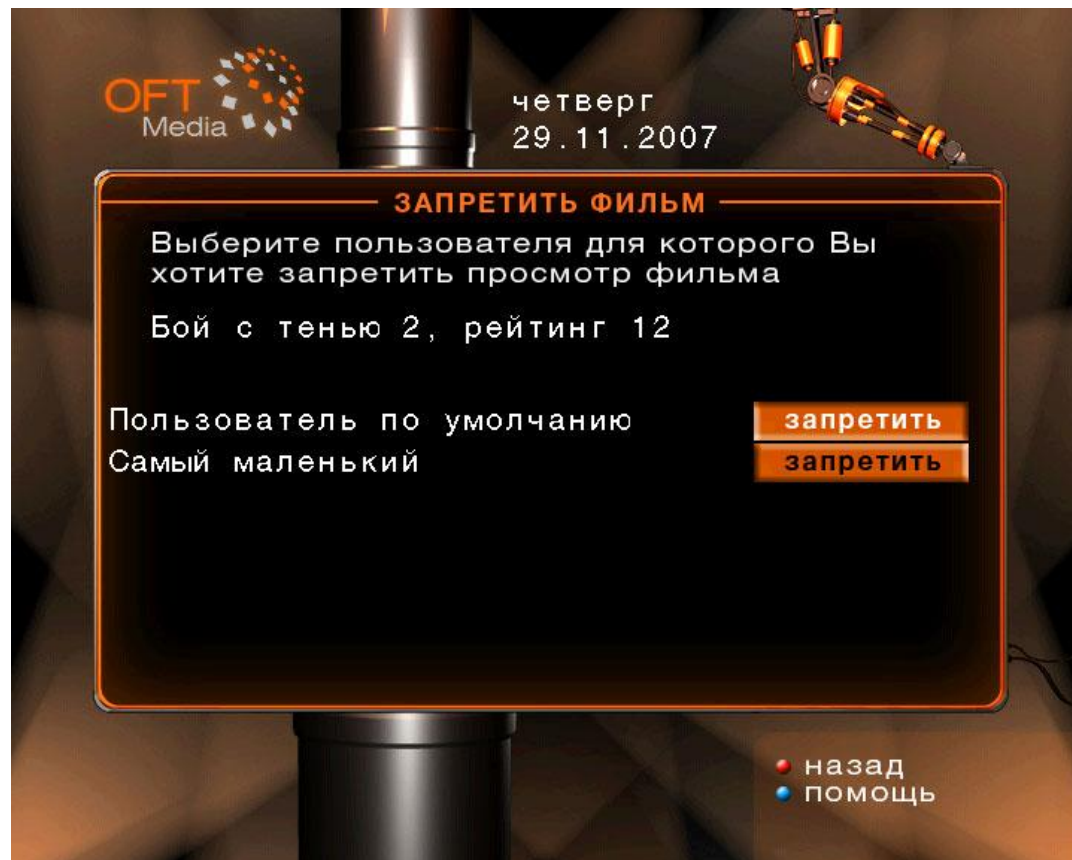 OFT
Media
четверг
29.11.2007
ЗАПРЕТИТЬ ФИЛЬМ
Выберите пользователя для которого Вы
хотите запретить просмотр фильма
Бой с тенью 2, рейтинг 12
Пользователь по умолчанию запретить
Самый маленький запретить
назад
помощь